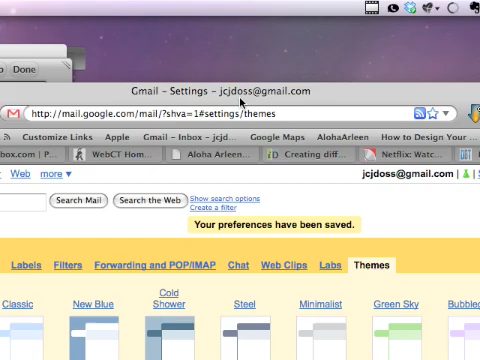 Done
Gmail – Settings – jcjdoss@gmail.com
http://mail.google.com/mail/?shva=1#settings/themes
Customize Links Apple Gmail – Inbox – jcjd... Google Maps AlohaArleen How to Design Your ...
nbox.com | P... WebCT Hom... Aloha Arleen... Creating diff... Netflix: Watc...
Web more ▾ jcjdoss@gmail.com |
Search Mail Search the Web Show search options
Create a filter
Your preferences have been saved.
Labels Filters Forwarding and POP/IMAP Chat Web Clips Labs Themes
Classic New Blue Cold Shower Steel Minimalist Green Sky Bubbles